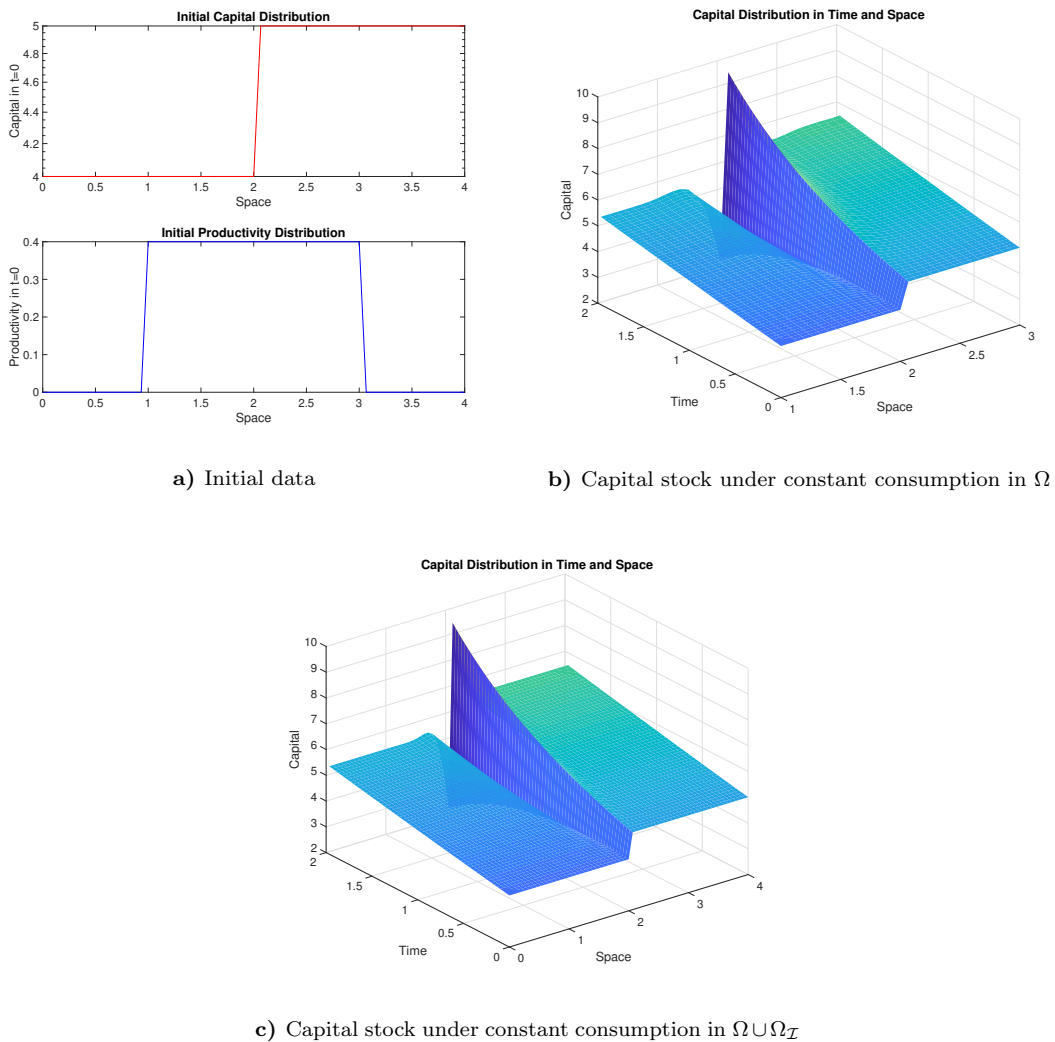 Initial Capital Distribution
Capital in t=0
5
4.8
4.6
4.4
4.2
4
0 0.5 1 1.5 2 2.5 3 3.5 4
Space
Initial Productivity Distribution
Productivity in t=0
0.4
0.3
0.2
0.1
0
0 0.5 1 1.5 2 2.5 3 3.5 4
Space
a) Initial data
Capital Distribution in Time and Space
Capital
10
9
8
7
6
5
4
3
2
2 1.5 1 0.5 0
Time
1 1.5 2 2.5 3
Space
b) Capital stock under constant consumption in Ω
Capital Distribution in Time and Space
Capital
10
9
8
7
6
5
4
3
2
2 1.5 1 0.5 0
Time
0 1 2 3 4
Space
c) Capital stock under constant consumption in Ω∪Ω_ℐ